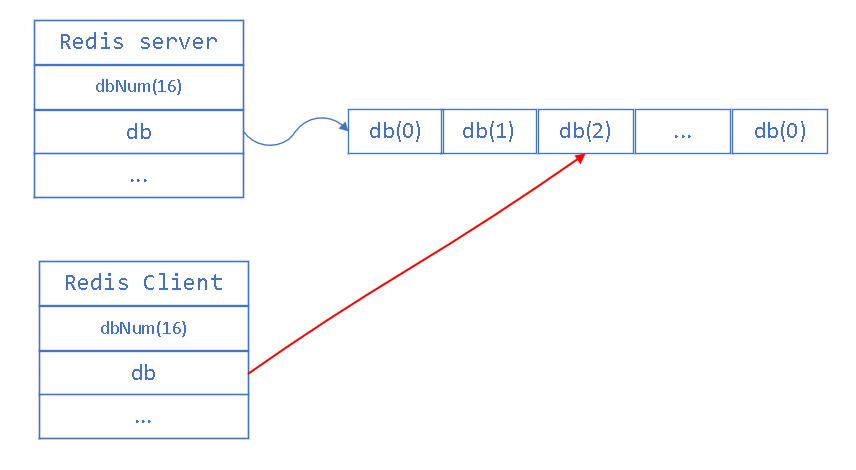 Redis server
dbNum(16)
db
...
db(0) db(1) db(2) ... db(0)
Redis Client
dbNum(16)
db
...